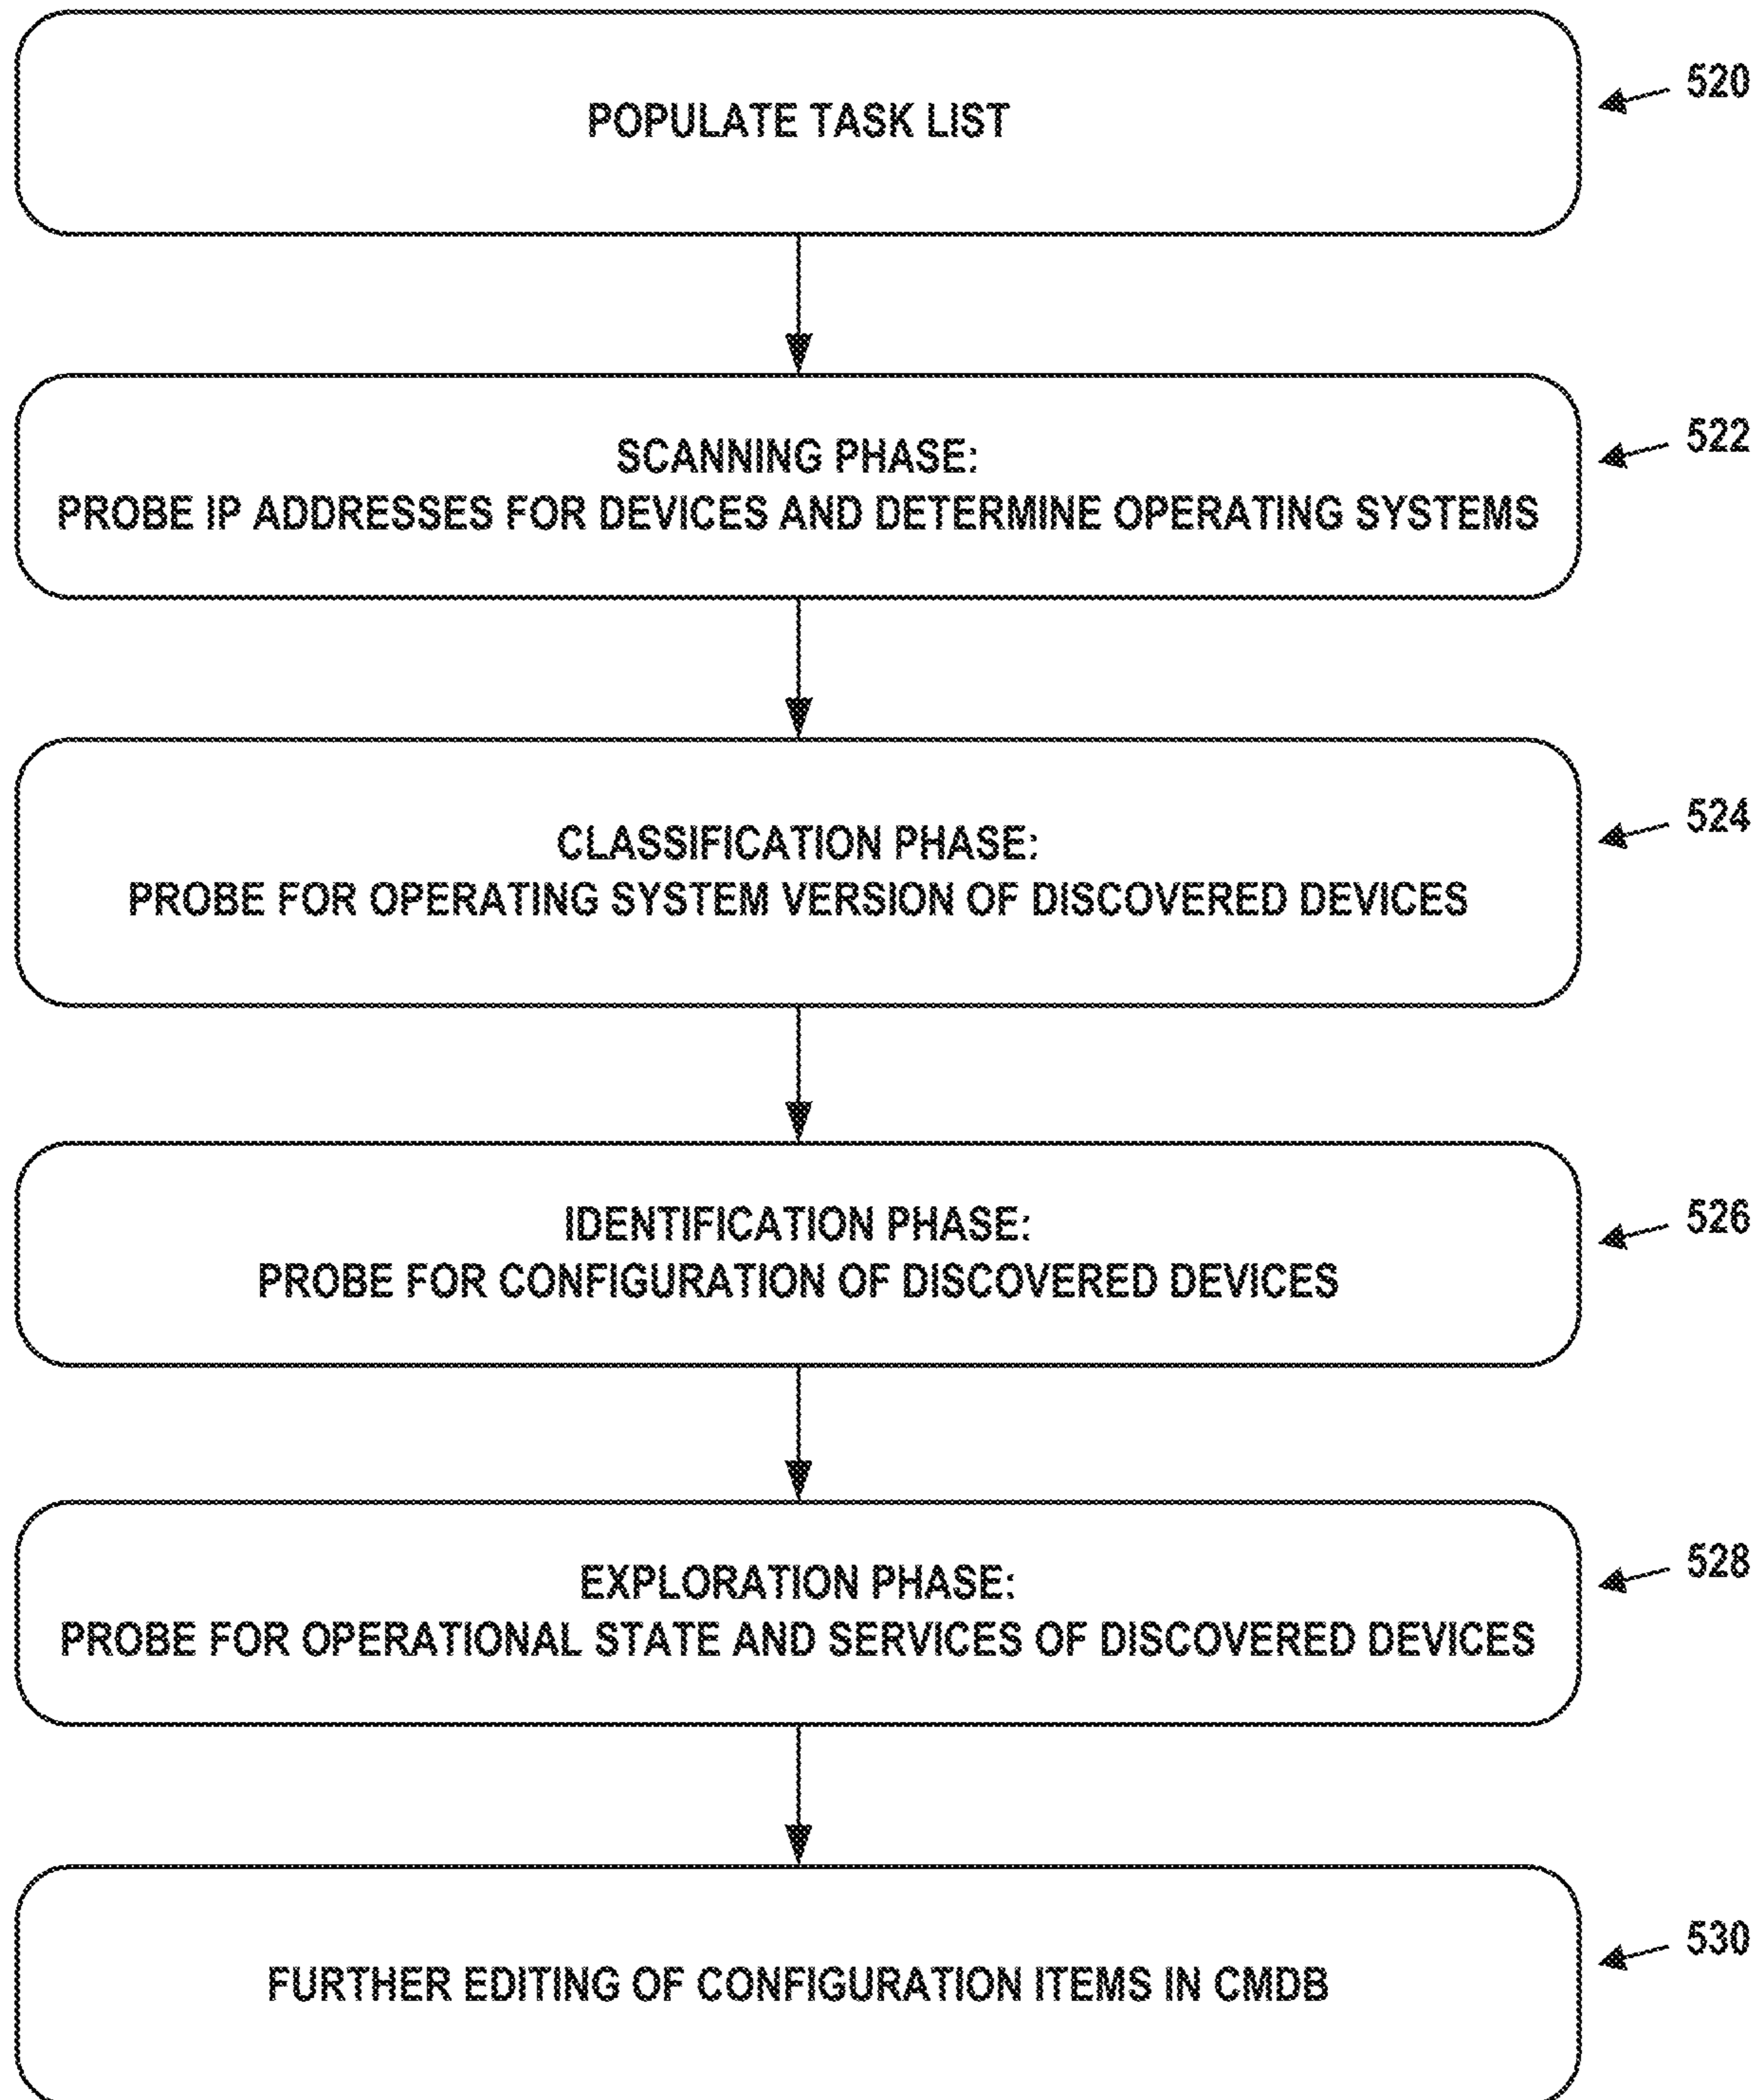 POPULATE TASK LIST
520
SCANNING PHASE:
PROBE IP ADDRESSES FOR DEVICES AND DETERMINE OPERATING SYSTEMS
522
CLASSIFICATION PHASE:
PROBE FOR OPERATING SYSTEM VERSION OF DISCOVERED DEVICES
524
IDENTIFICATION PHASE:
PROBE FOR CONFIGURATION OF DISCOVERED DEVICES
526
EXPLORATION PHASE:
PROBE FOR OPERATIONAL STATE AND SERVICES OF DISCOVERED DEVICES
528
FURTHER EDITING OF CONFIGURATION ITEMS IN CMDB
530